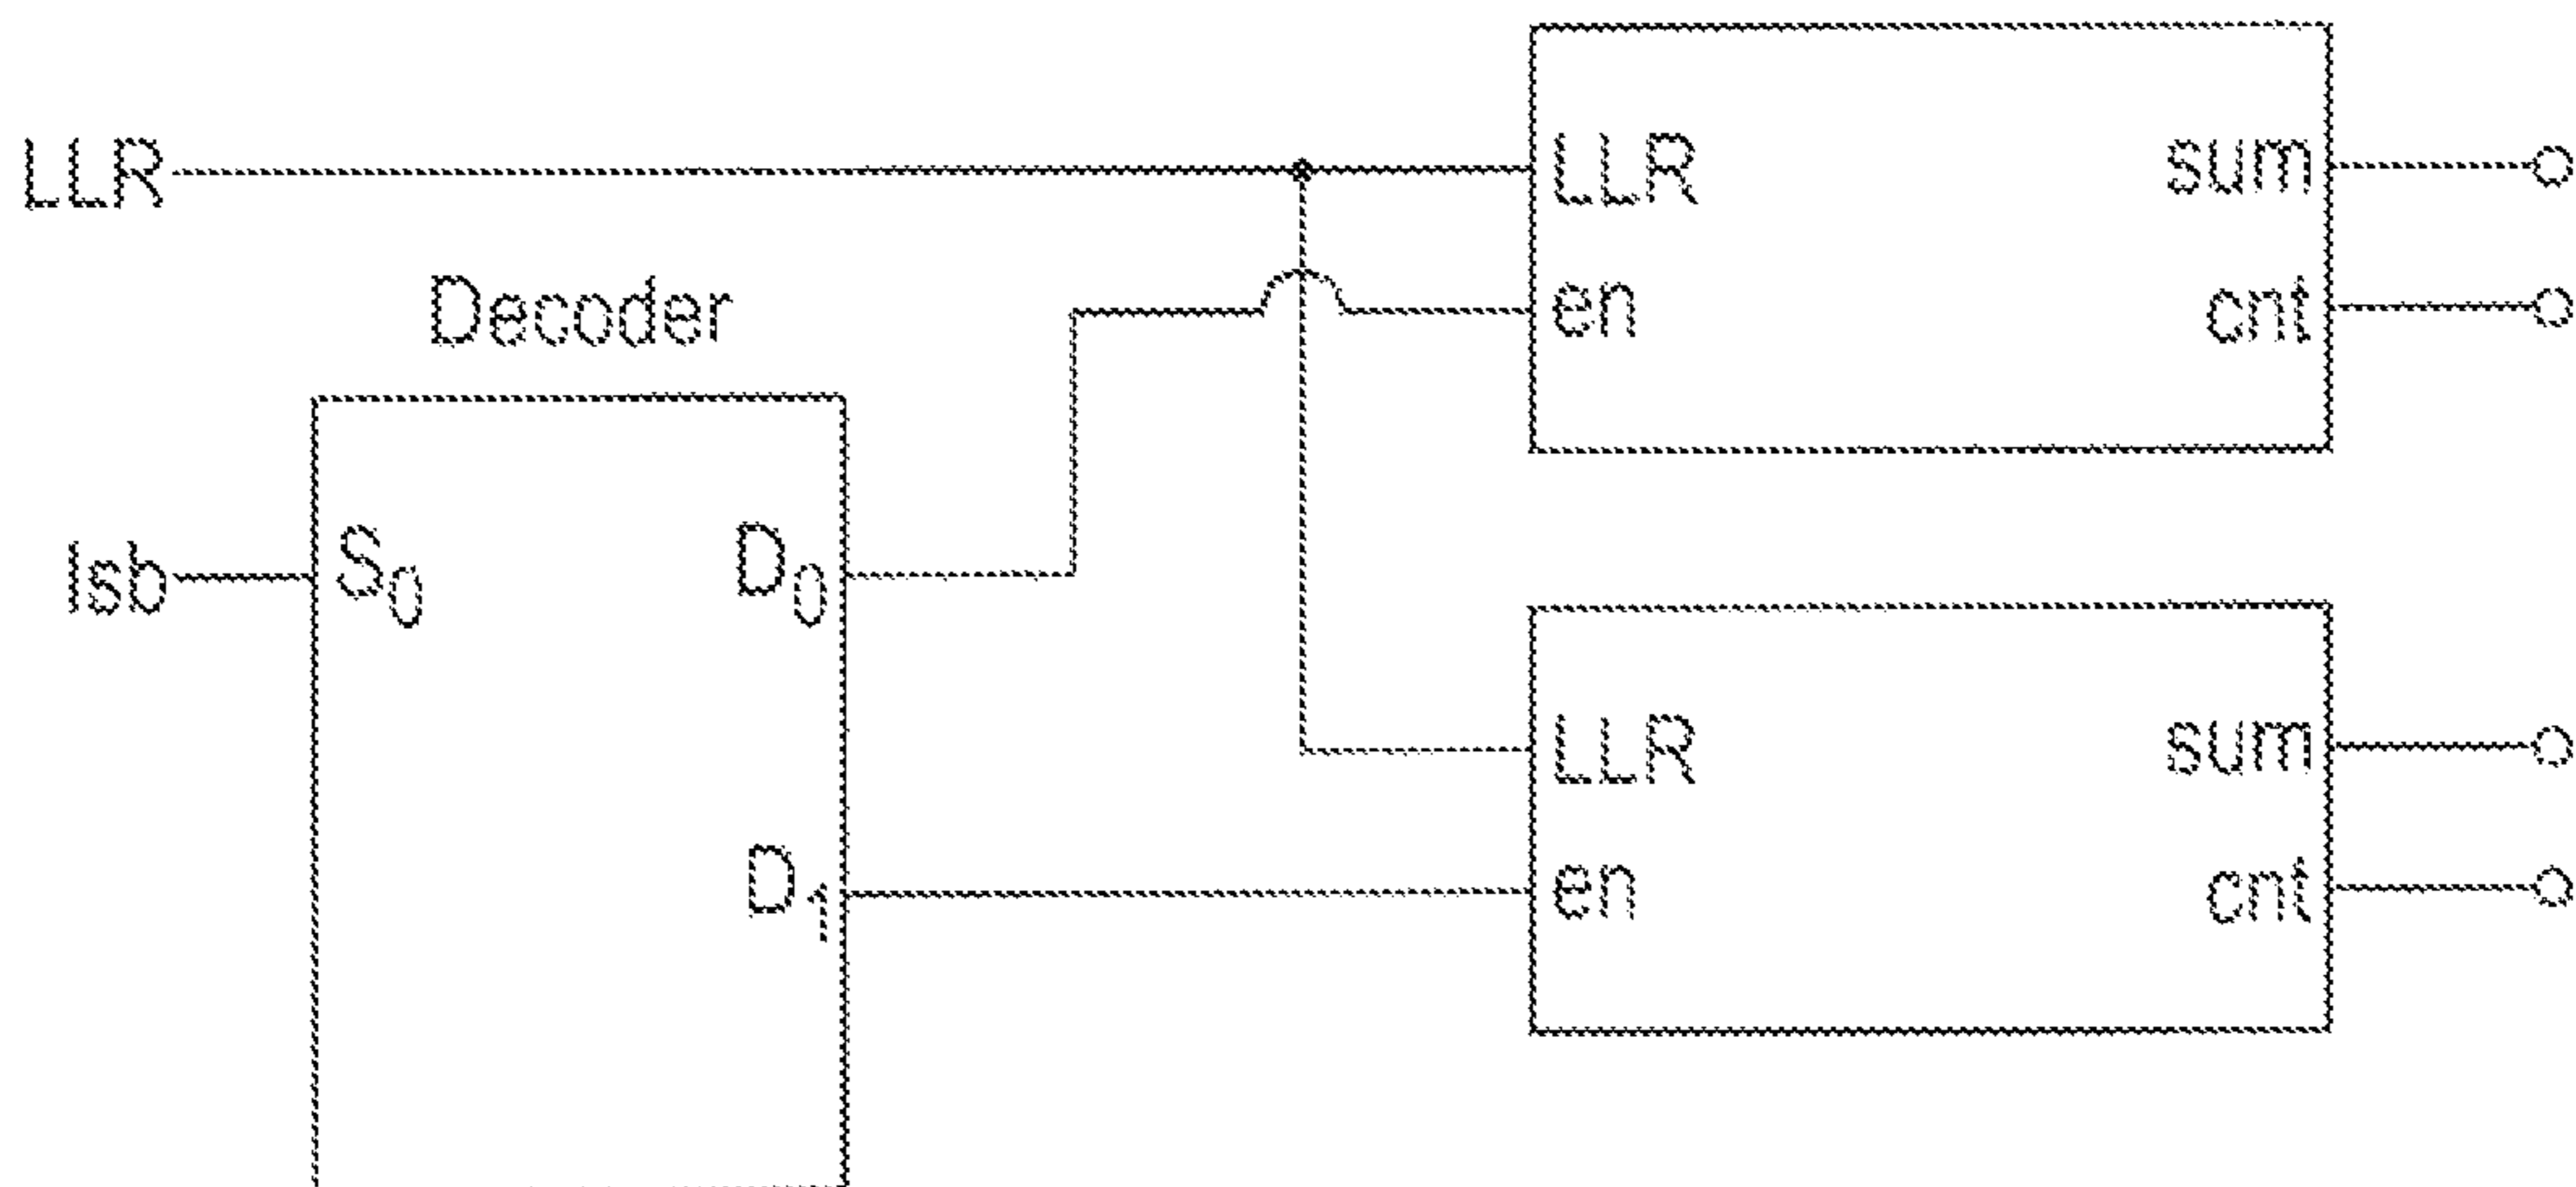 LLR
LLR
sum
en
cnt
Decoder
lsb
S0
D0
D1
LLR
sum
en
cnt